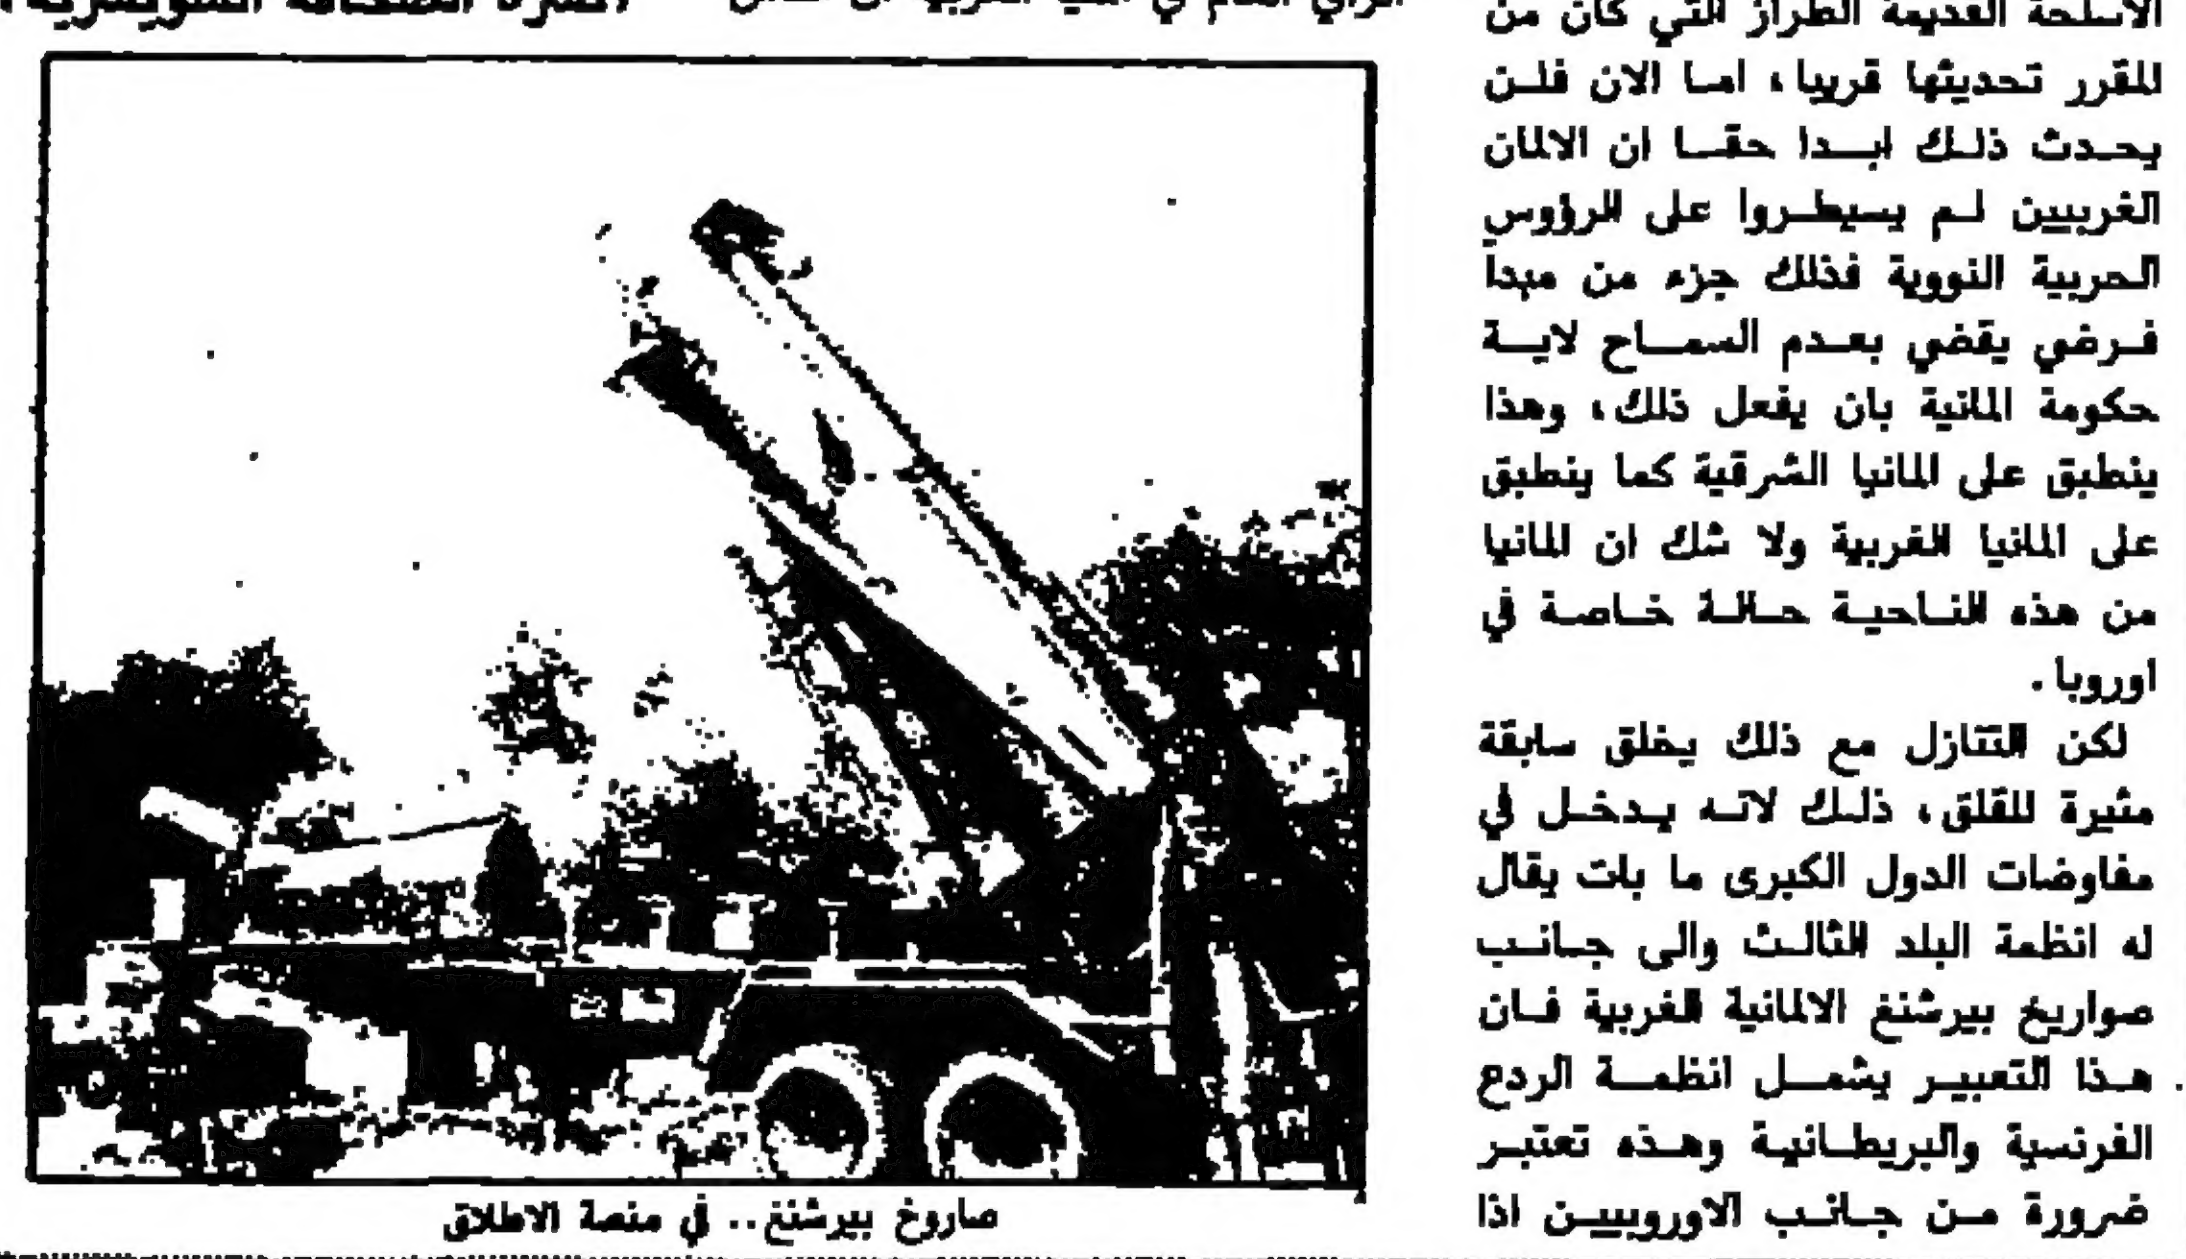 الاسلحة القديمة الطراز التي كان من
المقرر تحديثها قريبا، اما الان فلن
يحدث ذلك ابدا حقا ان الالمان
الغربيين لم يسيطروا على الرؤوس
الحربية النووية فذلك جزء من مبدأ
فرضي يقضي بعدم السماح لاية
حكومة المانية بان يفعل ذلك، وهذا
ينطبق على المانيا الشرقية كما ينطبق
على المانيا الغربية ولا شك ان المانيا
من هذه الناحية حالة خاصة في
اوروبا.
لكن التنازل مع ذلك يخلق سابقة
مثيرة للقلق، ذلك لانه يدخل في
مفاوضات الدول الكبرى ما بات يقال
له انظمة البلد الثالث والى جانب
صواريخ بيرشنغ الالمانية الغربية فان
هذا التعبير يشمل انظمة الردع
الفرنسية والبريطانية وهذه تعتبر
ضرورة من جانب الاوروبيين اذا
صاروخ بيرشنغ.. في منصة الاطلاق